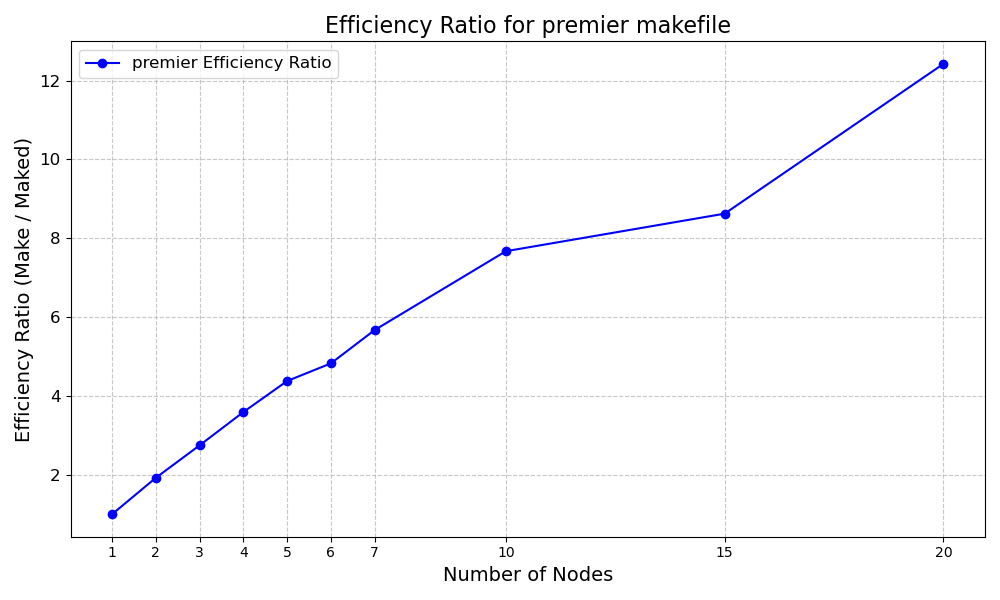 Efficiency Ratio for premier makefile
premier Efficiency Ratio
Efficiency Ratio (Make / Maked)
12
10
8
6
4
2
1 2 3 4 5 6 7 10 15 20
Number of Nodes